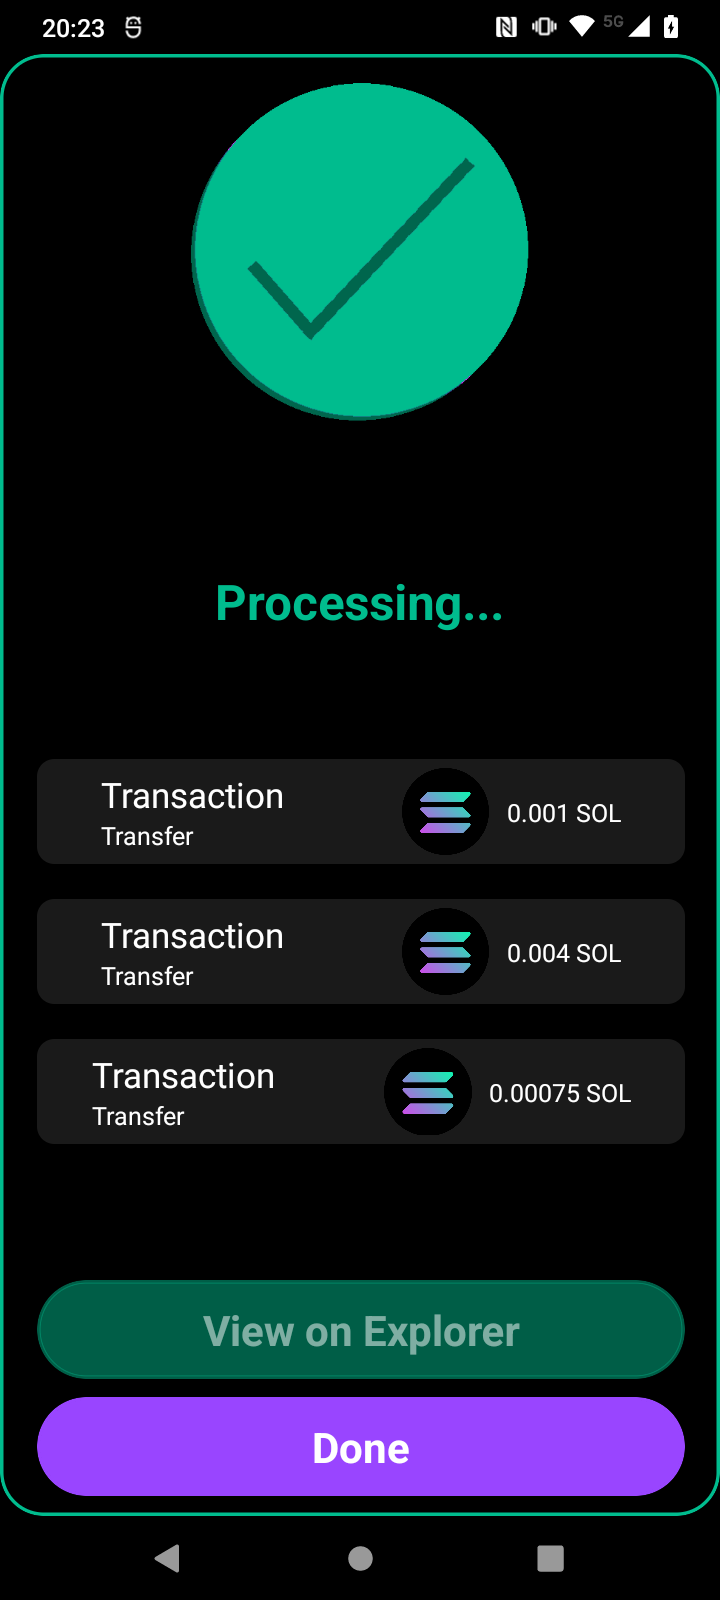 20:23
5G
Processing...
Transaction
Transfer
0.001 SOL
Transaction
Transfer
0.004 SOL
Transaction
Transfer
0.00075 SOL
View on Explorer
Done